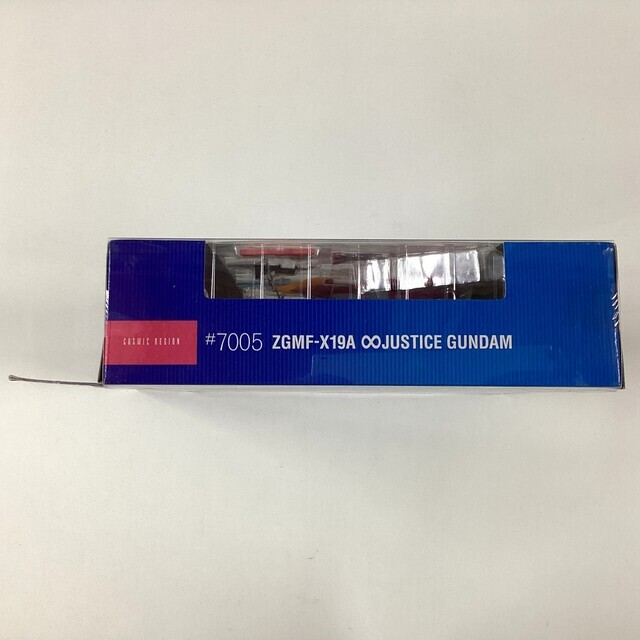 COSMIC REGION
#7005 ZGMF-X19A ∞JUSTICE GUNDAM